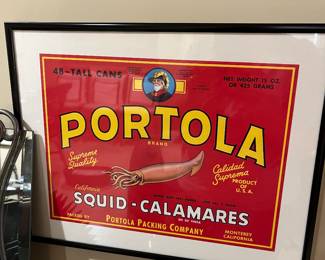 48-TALL CANS
NET WEIGHT 15 OZ.
OR 425 GRAMS
PORTOLA
BRAND
Supreme
Quality
Calidad
Suprema
PRODUCT
OF
U.S.A.
California
SQUID - CALAMARES
PACKED BY
PORTOLA PACKING COMPANY
MONTEREY
CALIFORNIA